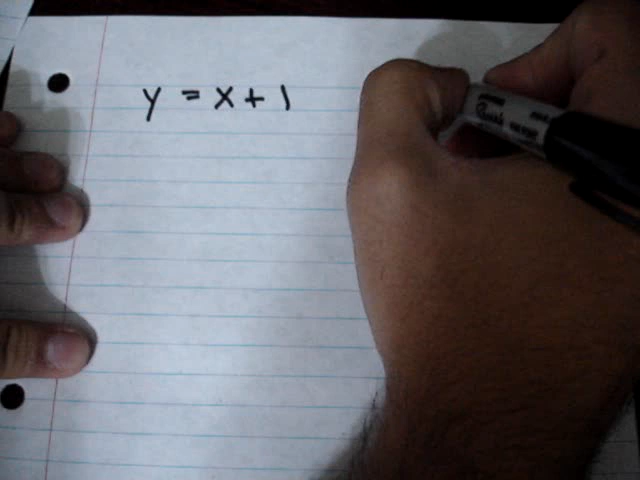 y = x + 1